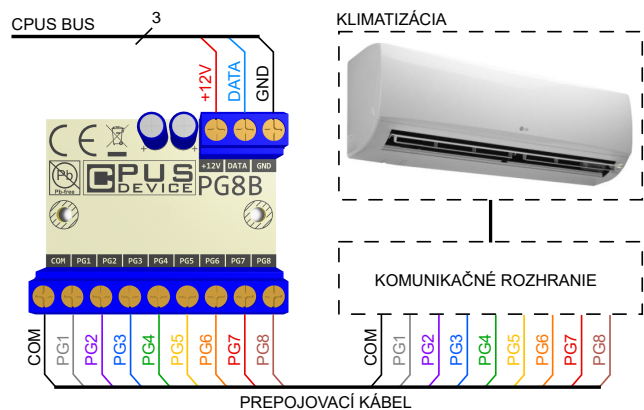 CPUS BUS
3
KLIMATIZÁCIA
+12V
DATA
GND
CE
Pb
Pb-free
CPUS
DEVICE
PG8B
+12V DATA GND
LG
COM PG1 PG2 PG3 PG4 PG5 PG6 PG7 PG8
KOMUNIKAČNÉ ROZHRANIE
COM
PG1
PG2
PG3
PG4
PG5
PG6
PG7
PG8
COM
PG1
PG2
PG3
PG4
PG5
PG6
PG7
PG8
PREPOJOVACÍ KÁBEL